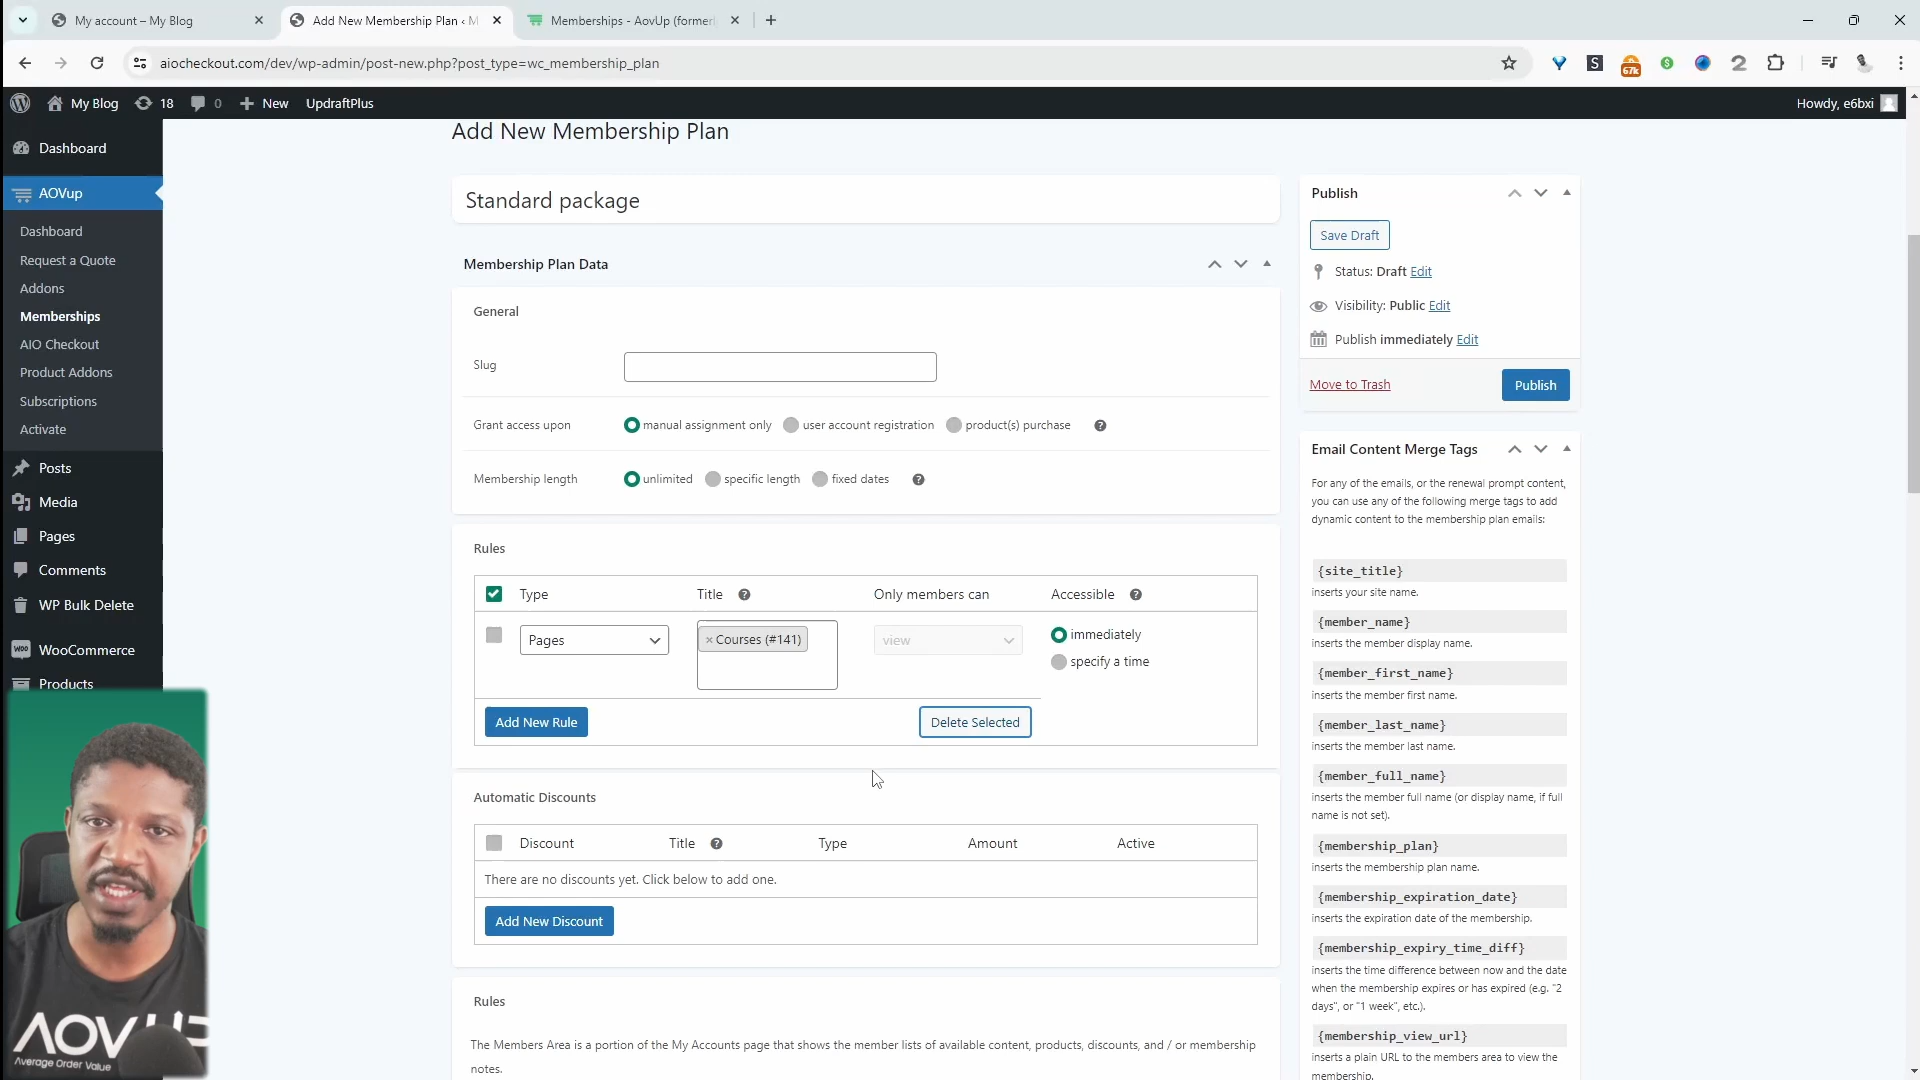 My account – My Blog
Add New Membership Plan ‹ M
Memberships - AovUp (former
aiocheckout.com/dev/wp-admin/post-new.php?post_type=wc_membership_plan
S
67k
My Blog
18
0
New
UpdraftPlus
Howdy, e6bxi
Dashboard
AOVup
Dashboard
Request a Quote
Addons
Memberships
AIO Checkout
Product Addons
Subscriptions
Activate
Posts
Media
Pages
Comments
WP Bulk Delete
WooCommerce
Products
Add New Membership Plan
Standard package
Membership Plan Data
General
Slug
Grant access upon
manual assignment only
user account registration
product(s) purchase
Membership length
unlimited
specific length
fixed dates
Rules
Type
Title
Only members can
Accessible
Pages
× Courses (#141)
view
immediately
specify a time
Add New Rule
Delete Selected
Automatic Discounts
Discount
Title
Type
Amount
Active
There are no discounts yet. Click below to add one.
Add New Discount
Rules
The Members Area is a portion of the My Accounts page that shows the member lists of available content, products, discounts, and / or membership
notes.
Publish
Save Draft
Status: Draft Edit
Visibility: Public Edit
Publish immediately Edit
Move to Trash
Publish
Email Content Merge Tags
For any of the emails, or the renewal prompt content,
you can use any of the following merge tags to add
dynamic content to the membership plan emails:
{site_title}
inserts your site name.
{member_name}
inserts the member display name.
{member_first_name}
inserts the member first name.
{member_last_name}
inserts the member last name.
{member_full_name}
inserts the member full name (or display name, if full
name is not set).
{membership_plan}
inserts the membership plan name.
{membership_expiration_date}
inserts the expiration date of the membership.
{membership_expiry_time_diff}
inserts the time difference between now and the date
when the membership expires or has expired (e.g. "2
days", or "1 week", etc.).
{membership_view_url}
inserts a plain URL to the members area to view the
membership.
AOVUP
Average Order Value